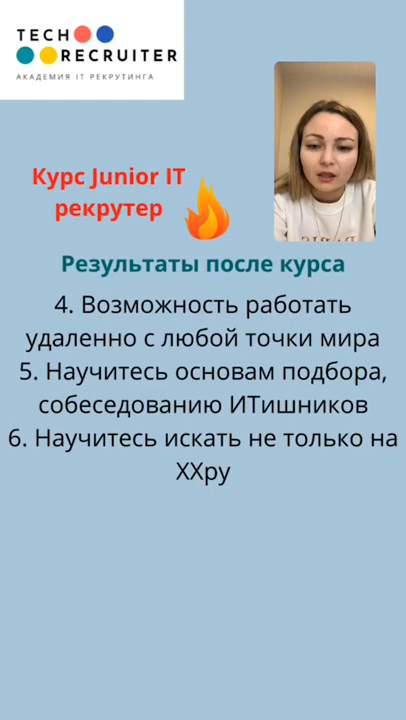 TECH
RECRUITER
АКАДЕМИЯ IT РЕКРУТИНГА
Курс Junior IT
рекрутер
Результаты после курса
4. Возможность работать
удаленно с любой точки мира
5. Научитесь основам подбора,
собеседованию ИТишников
6. Научитесь искать не только на
ХХру